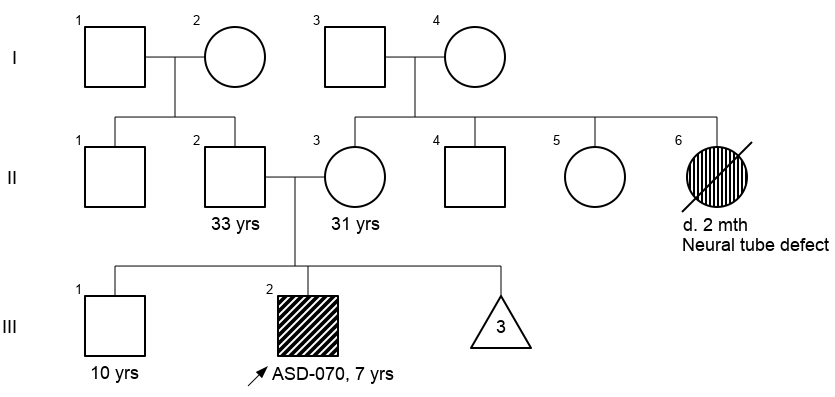 1 2 3 4
I
1 2 3 4 5 6
II
33 yrs 31 yrs d. 2 mth
Neural tube defect
1 2
III 3
10 yrs ASD-070, 7 yrs